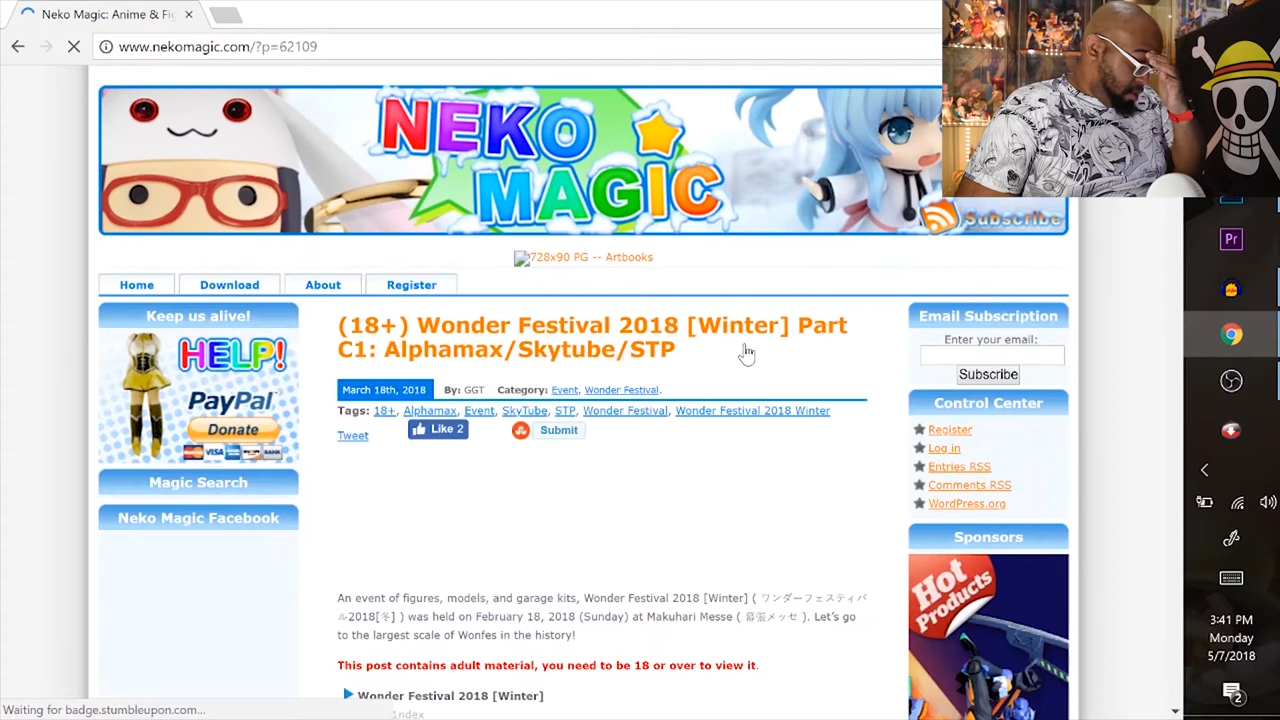 Neko Magic: Anime & Fig
www.nekomagic.com/?p=62109
NEKO
MAGIC
Subscribe
728x90 PG -- Artbooks
Home
Download
About
Register
Keep us alive!
HELP!
PayPal
Donate
VISA
Magic Search
Neko Magic Facebook
(18+) Wonder Festival 2018 [Winter] Part
C1: Alphamax/Skytube/STP
March 18th, 2018 By: GGT Category: Event, Wonder Festival.
Tags: 18+, Alphamax, Event, SkyTube, STP, Wonder Festival, Wonder Festival 2018 Winter
Tweet
Like 2
Submit
An event of figures, models, and garage kits, Wonder Festival 2018 [Winter] ( ワンダーフェスティバ
ル2018[冬] ) was held on February 18, 2018 (Sunday) at Makuhari Messe ( 幕張メッセ ). Let's go
to the largest scale of Wonfes in the history!
This post contains adult material, you need to be 18 or over to view it.
Wonder Festival 2018 [Winter]
Index
Email Subscription
Enter your email:
Subscribe
Control Center
Register
Log in
Entries RSS
Comments RSS
WordPress.org
Sponsors
Hot
Products
Waiting for badge.stumbleupon.com...
Pr
3:41 PM
Monday
5/7/2018
2